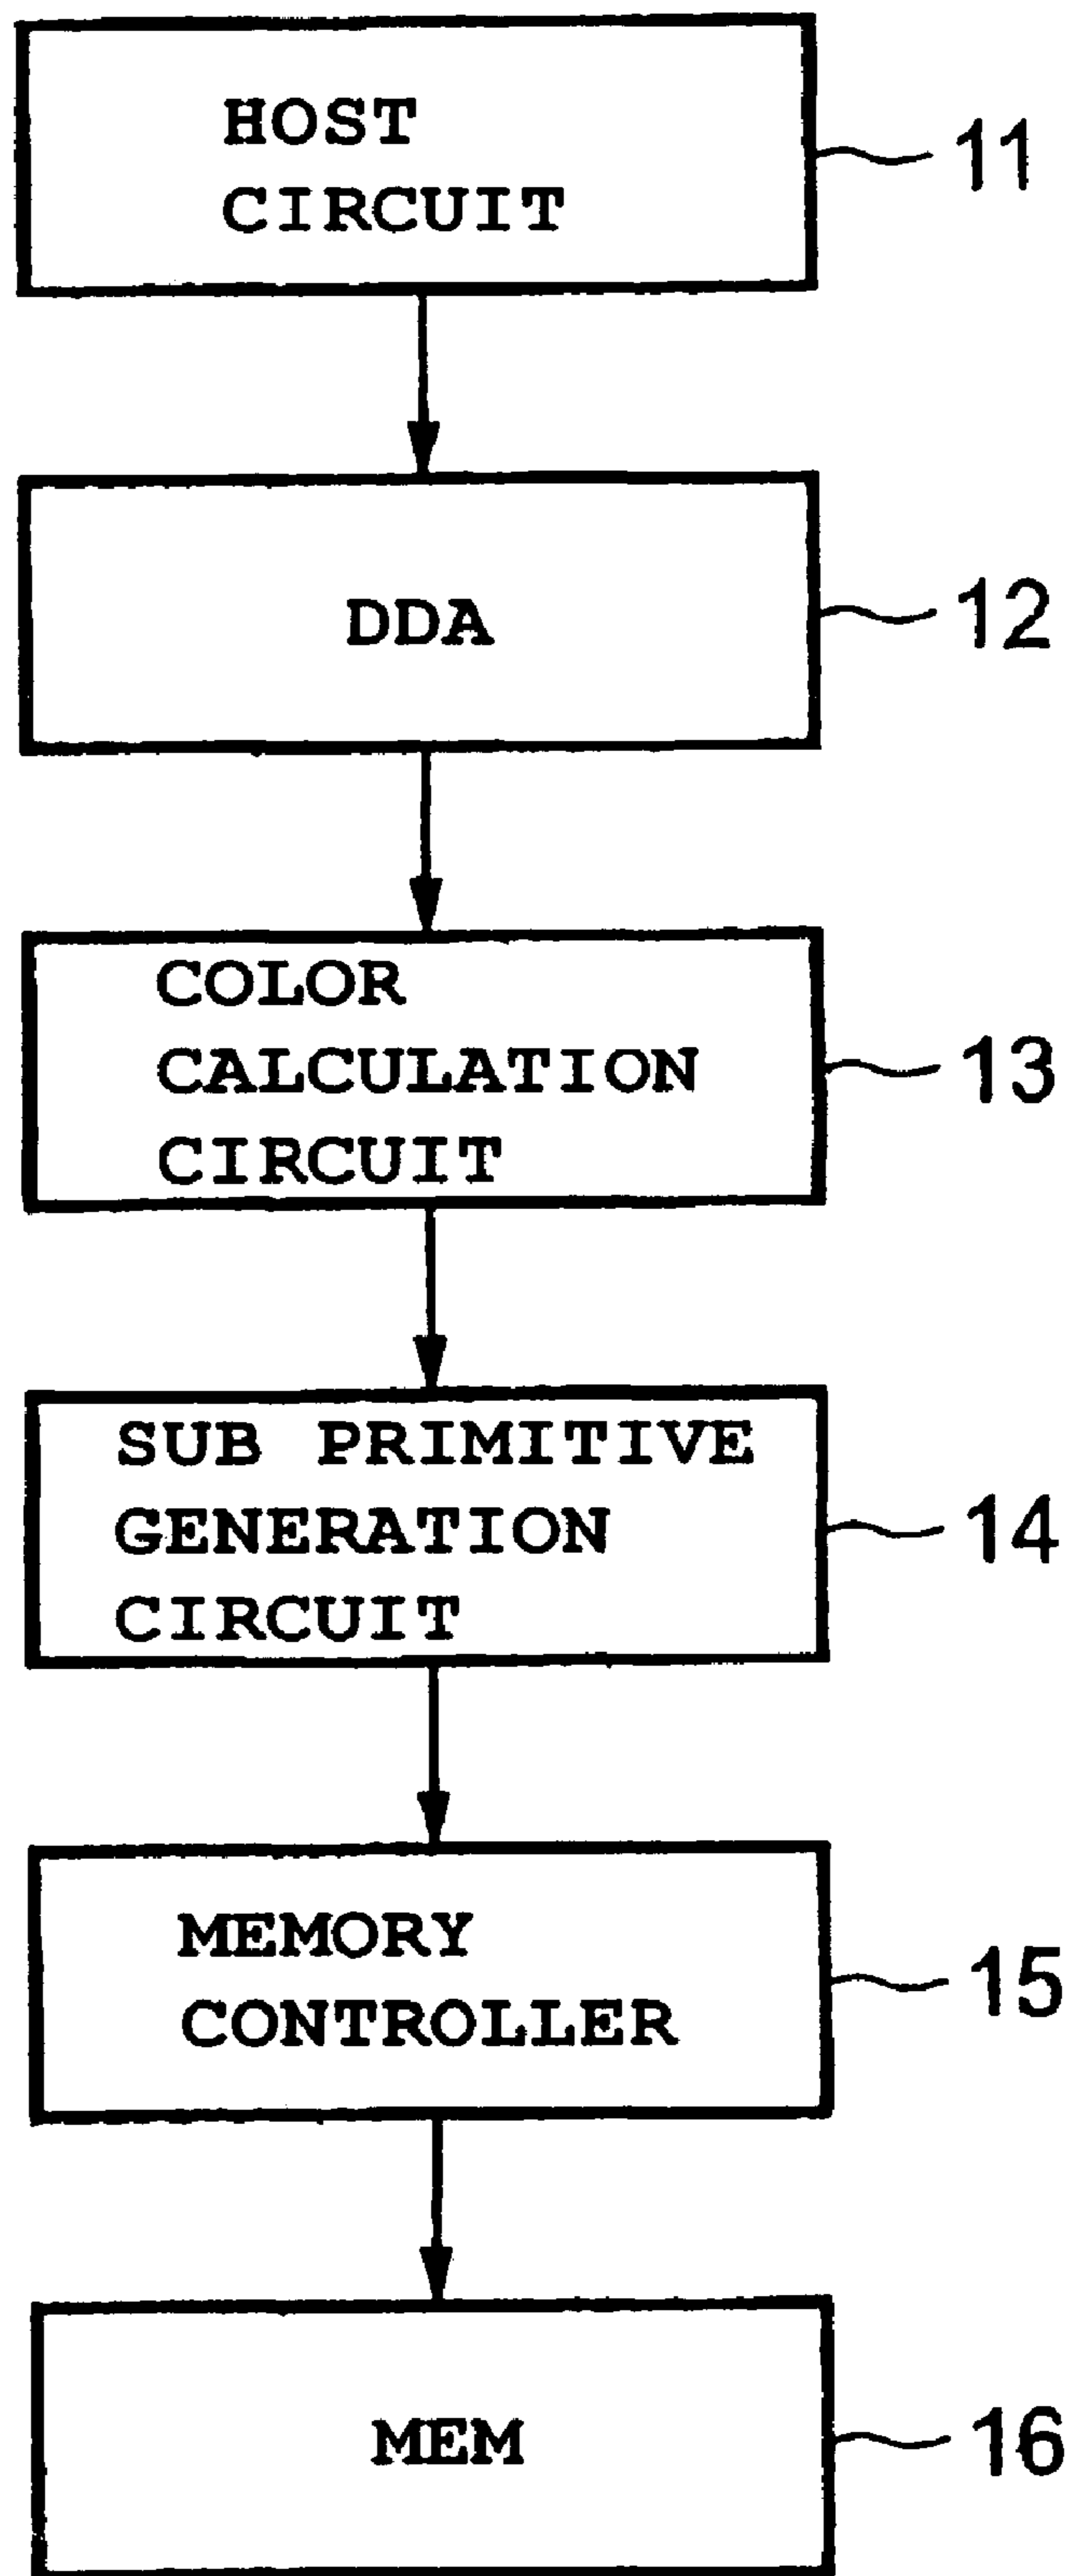 HOST
CIRCUIT
11
DDA
12
COLOR
CALCULATION
CIRCUIT
13
SUB PRIMITIVE
GENERATION
CIRCUIT
14
MEMORY
CONTROLLER
15
MEM
16